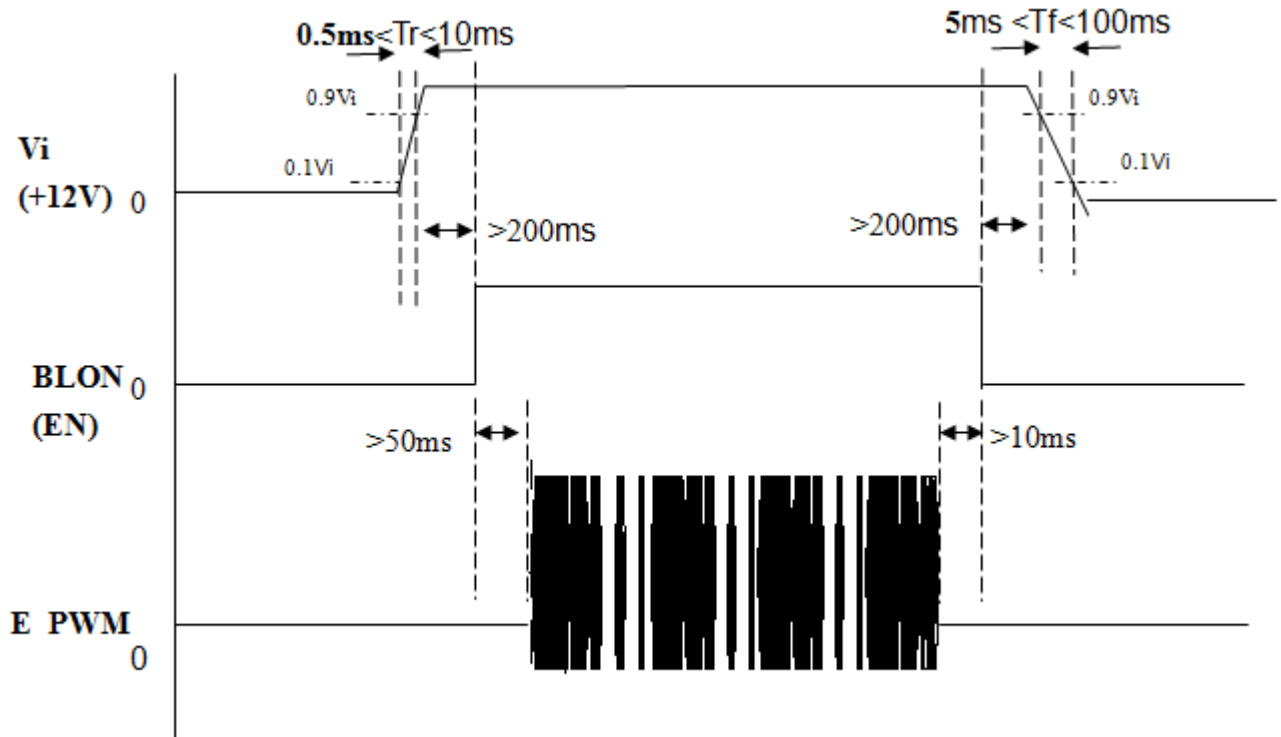 0.5ms<Tr<10ms
5ms <Tf<100ms
0.9Vi
0.9Vi
Vi
0.1Vi
0.1Vi
(+12V) 0
>200ms
>200ms
BLON 0
(EN)
>50ms
>10ms
E PWM
0